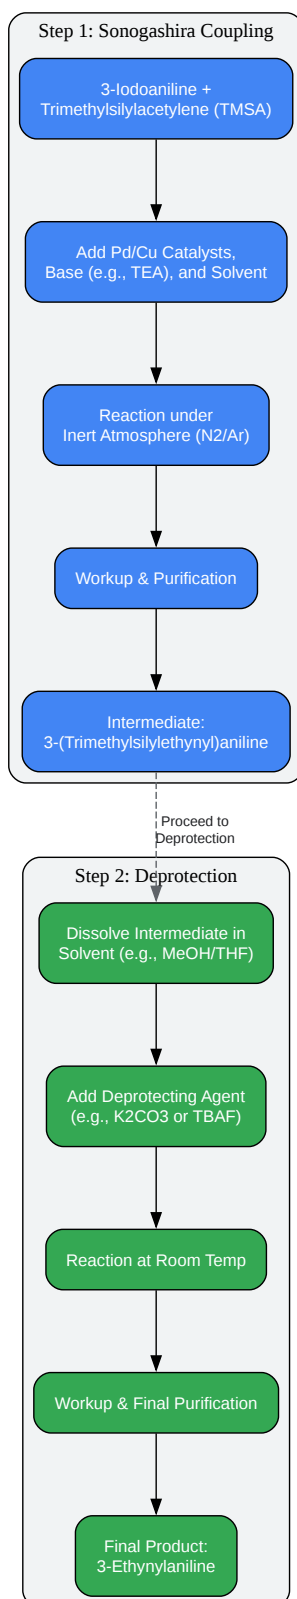 Step 1: Sonogashira Coupling
3-Iodoaniline +
Trimethylsilylacetylene (TMSA)
Add Pd/Cu Catalysts,
Base (e.g., TEA), and Solvent
Reaction under
Inert Atmosphere (N2/Ar)
Workup & Purification
Intermediate:
3-(Trimethylsilylethynyl)aniline
Proceed to
Deprotection
Step 2: Deprotection
Dissolve Intermediate in
Solvent (e.g., MeOH/THF)
Add Deprotecting Agent
(e.g., K2CO3 or TBAF)
Reaction at Room Temp
Workup & Final Purification
Final Product:
3-Ethynylaniline